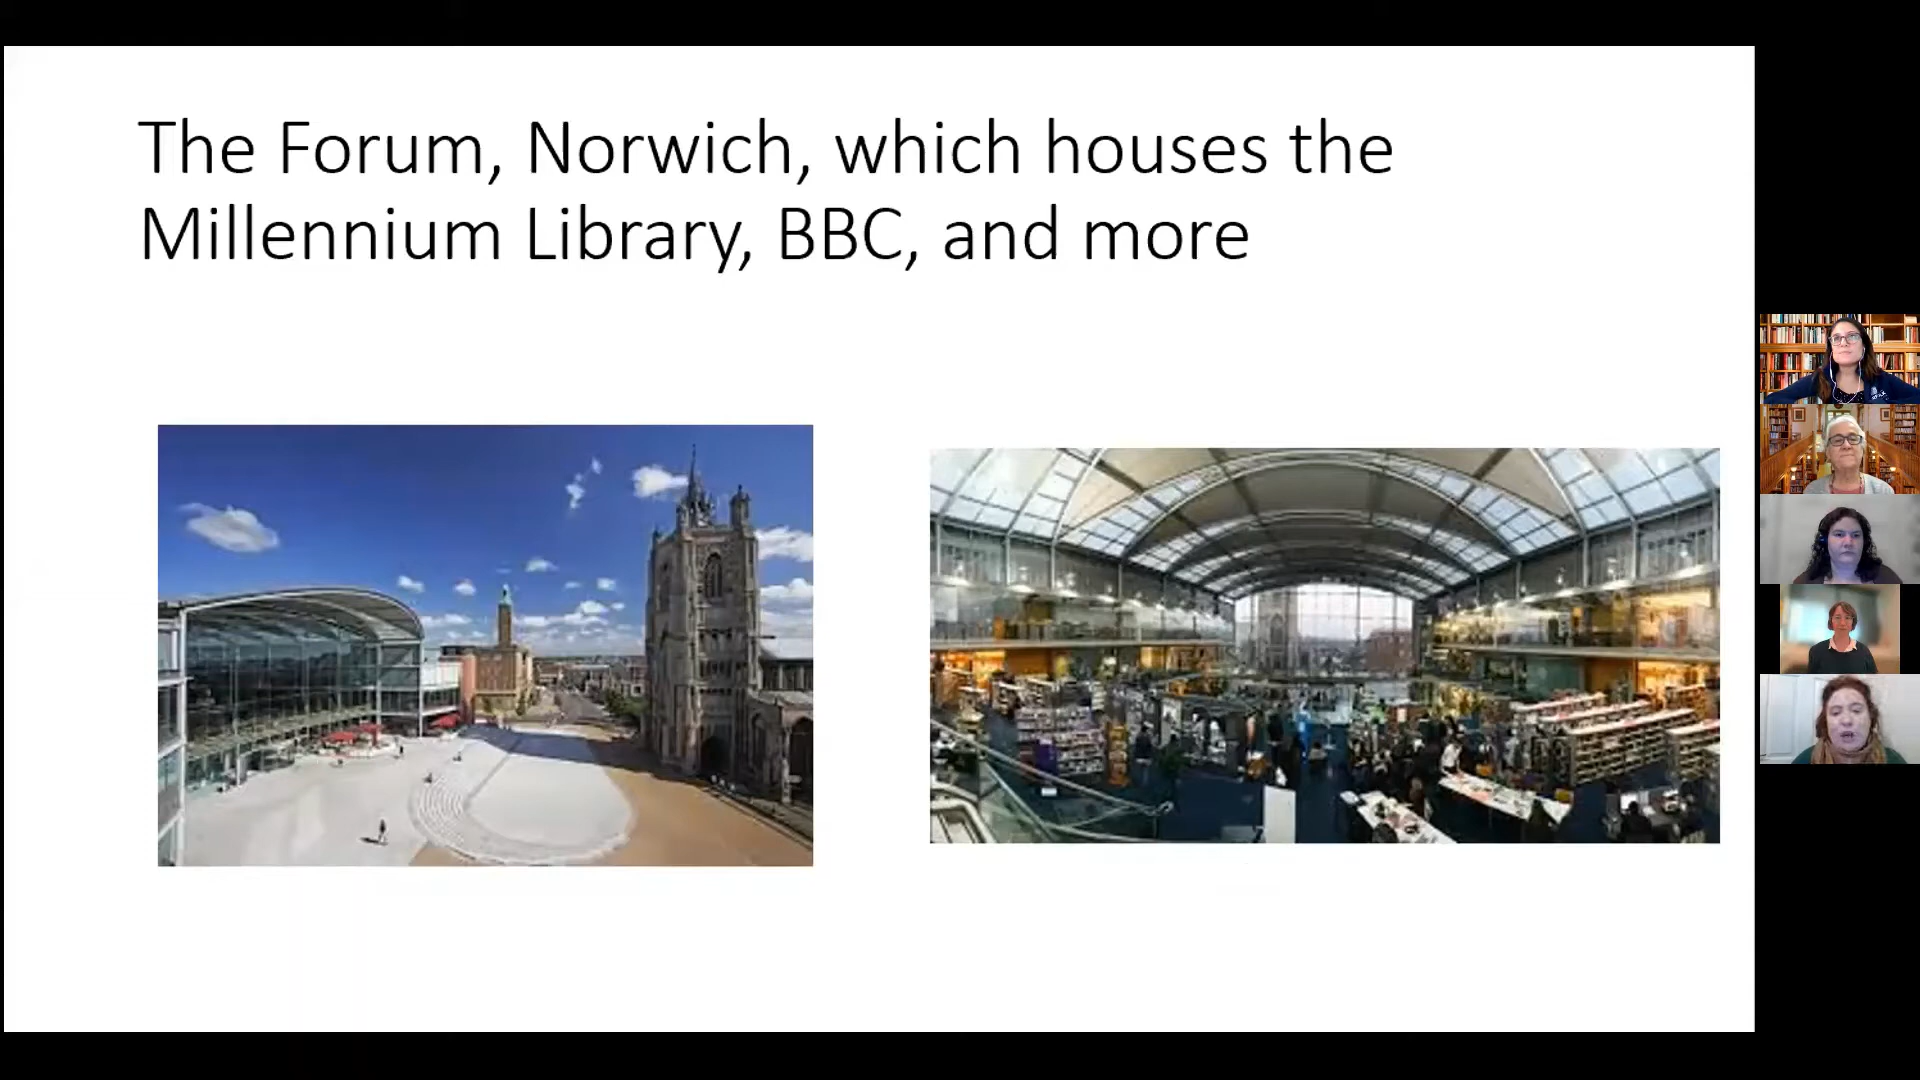 The Forum, Norwich, which houses the
Millennium Library, BBC, and more